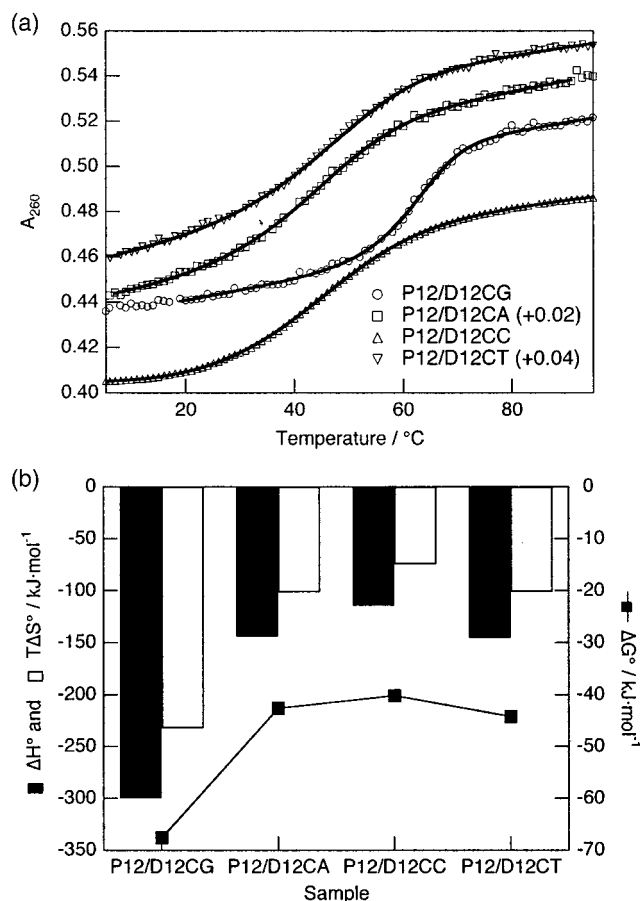 (a)
0.56
0.54
0.52
0.50
0.48
0.46
0.44
0.42
0.40
A260
P12/D12CG
P12/D12CA (+0.02)
P12/D12CC
P12/D12CT (+0.04)
20
40
60
80
Temperature / °C
(b)
0
-50
-100
-150
-200
-250
-300
-350
ΔH° and TΔS° / kJ·mol⁻¹
0
-10
-20
-30
-40
-50
-60
-70
ΔG° / kJ·mol⁻¹
P12/D12CG P12/D12CA P12/D12CC P12/D12CT
Sample